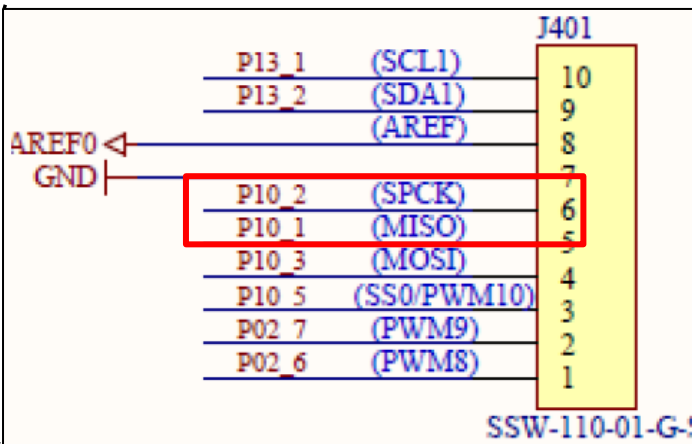 J401
P13_1 (SCL1) 10
P13_2 (SDA1) 9
AREF0 (AREF) 8
GND 7
P10_2 (SPCK) 6
P10_1 (MISO) 5
P10_3 (MOSI) 4
P10_5 (SS0/PWM10) 3
P02_7 (PWM9) 2
P02_6 (PWM8) 1
SSW-110-01-G-